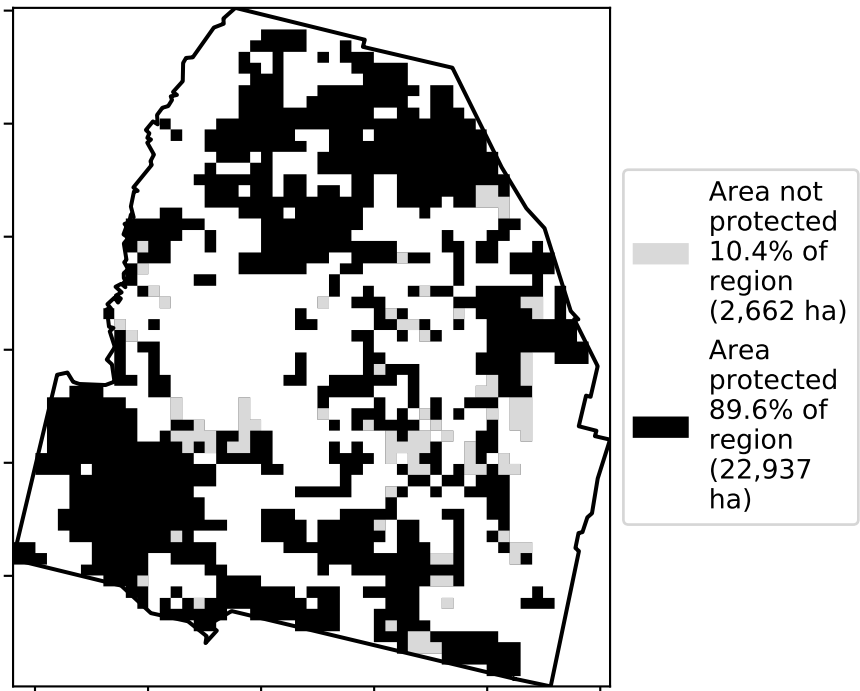 Area not
protected
10.4% of
region
(2,662 ha)
Area
protected
89.6% of
region
(22,937
ha)